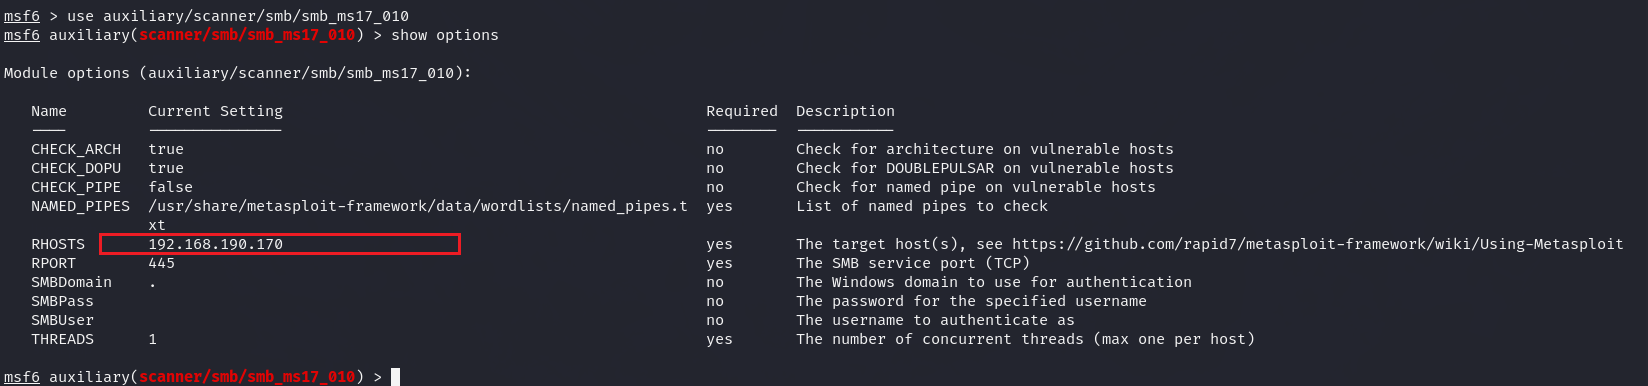 msf6 > use auxiliary/scanner/smb/smb_ms17_010
msf6 auxiliary(scanner/smb/smb_ms17_010) > show options
Module options (auxiliary/scanner/smb/smb_ms17_010):
Name Current Setting Required Description
---- --------------- -------- -----------
CHECK_ARCH true no Check for architecture on vulnerable hosts
CHECK_DOPU true no Check for DOUBLEPULSAR on vulnerable hosts
CHECK_PIPE false no Check for named pipe on vulnerable hosts
NAMED_PIPES /usr/share/metasploit-framework/data/wordlists/named_pipes.t yes List of named pipes to check
xt
RHOSTS 192.168.190.170 yes The target host(s), see https://github.com/rapid7/metasploit-framework/wiki/Using-Metasploit
RPORT 445 yes The SMB service port (TCP)
SMBDomain . no The Windows domain to use for authentication
SMBPass no The password for the specified username
SMBUser no The username to authenticate as
THREADS 1 yes The number of concurrent threads (max one per host)
msf6 auxiliary(scanner/smb/smb_ms17_010) >